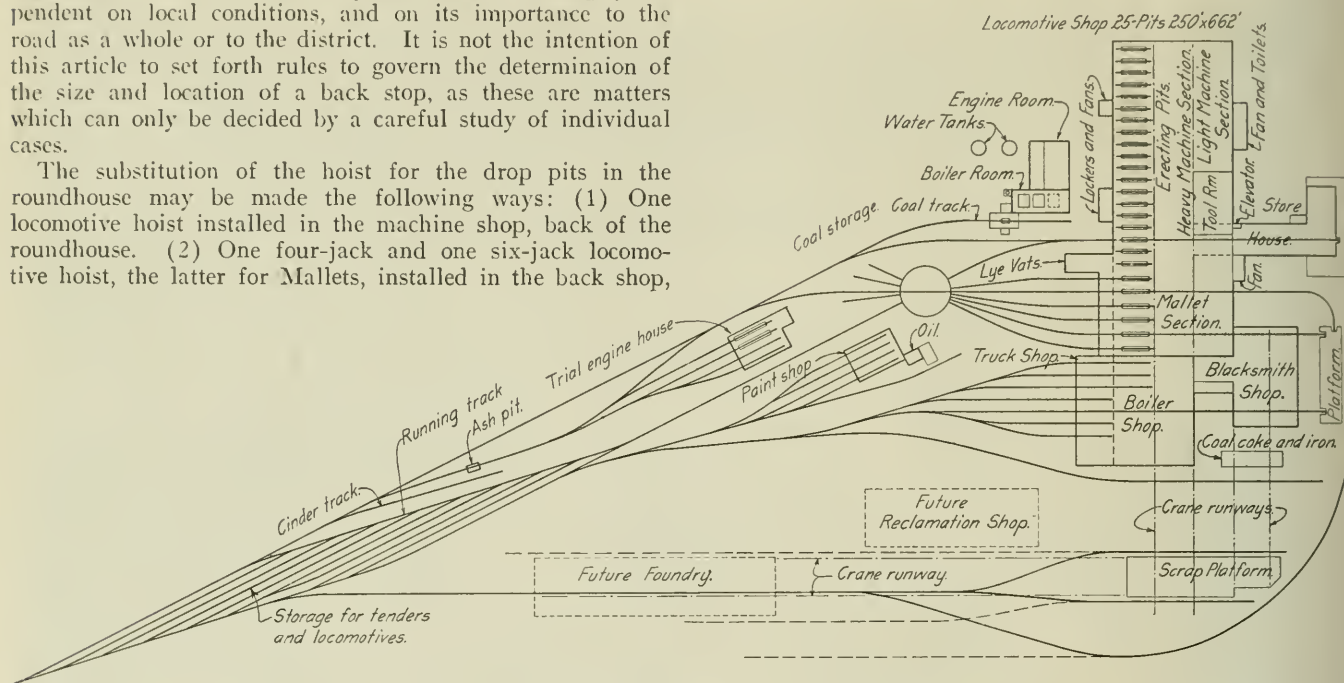 pendent on local conditions, and on its importance to the
road as a whole or to the district. It is not the intention of
this article to set forth rules to govern the determinaion of
the size and location of a back stop, as these are matters
which can only be decided by a careful study of individual
cases.
The substitution of the hoist for the drop pits in the
roundhouse may be made the following ways: (1) One
locomotive hoist installed in the machine shop, back of the
roundhouse. (2) One four-jack and one six-jack locomo-
tive hoist, the latter for Mallets, installed in the back shop,
Locomotive Shop 25-Pits 250'x662'
Engine Room
Water Tanks.
Boiler Room.
Lockers and Fans.
Erecting Pits.
Heavy Machine Section.
Light Machine
Section.
Tool Rm
Fan and Toilets.
Elevator.
Store
House.
Fan.
Coal track.
Coal storage.
Lye Vats.
Mallet
Section.
Trial engine house
Paint shop
Oil.
Truck Shop.
Blacksmith
Shop.
Platform.
Boiler
Shop.
Coal coke and iron.
Running track
Ash pit.
Cinder track.
Future
Reclamation Shop.
Crane runways.
Future Foundry.
Crane runway.
Scrap Platform.
Storage for tenders
and locomotives.